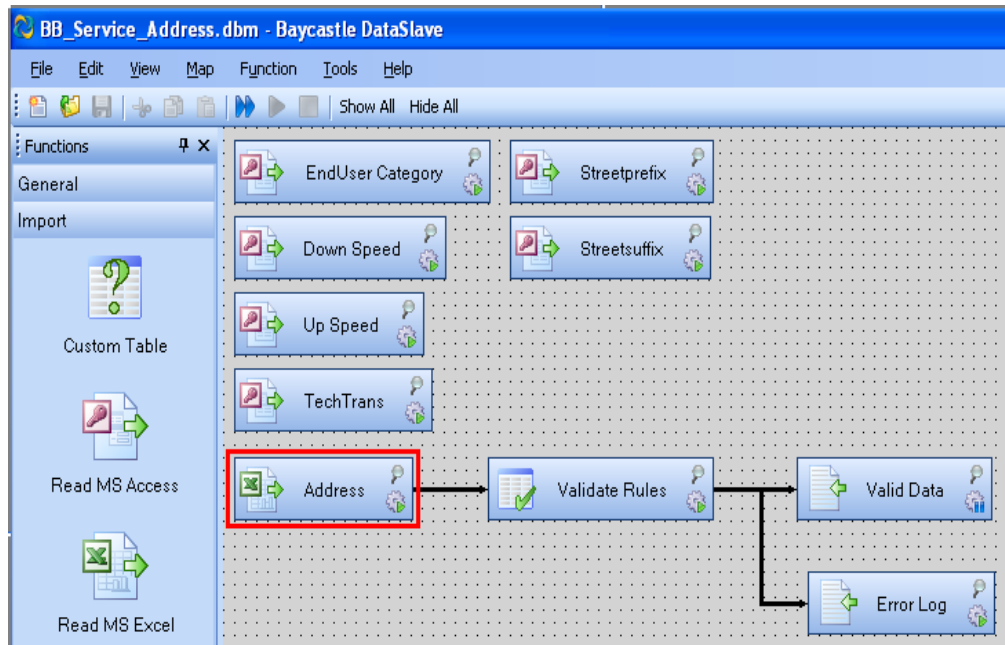 BB_Service_Address.dbm - Baycastle DataSlave
File Edit View Map Function Tools Help
Show All Hide All
Functions
General
Import
Custom Table
Read MS Access
Read MS Excel
EndUser Category
Streetprefix
Down Speed
Streetsuffix
Up Speed
TechTrans
Address
Validate Rules
Valid Data
Error Log